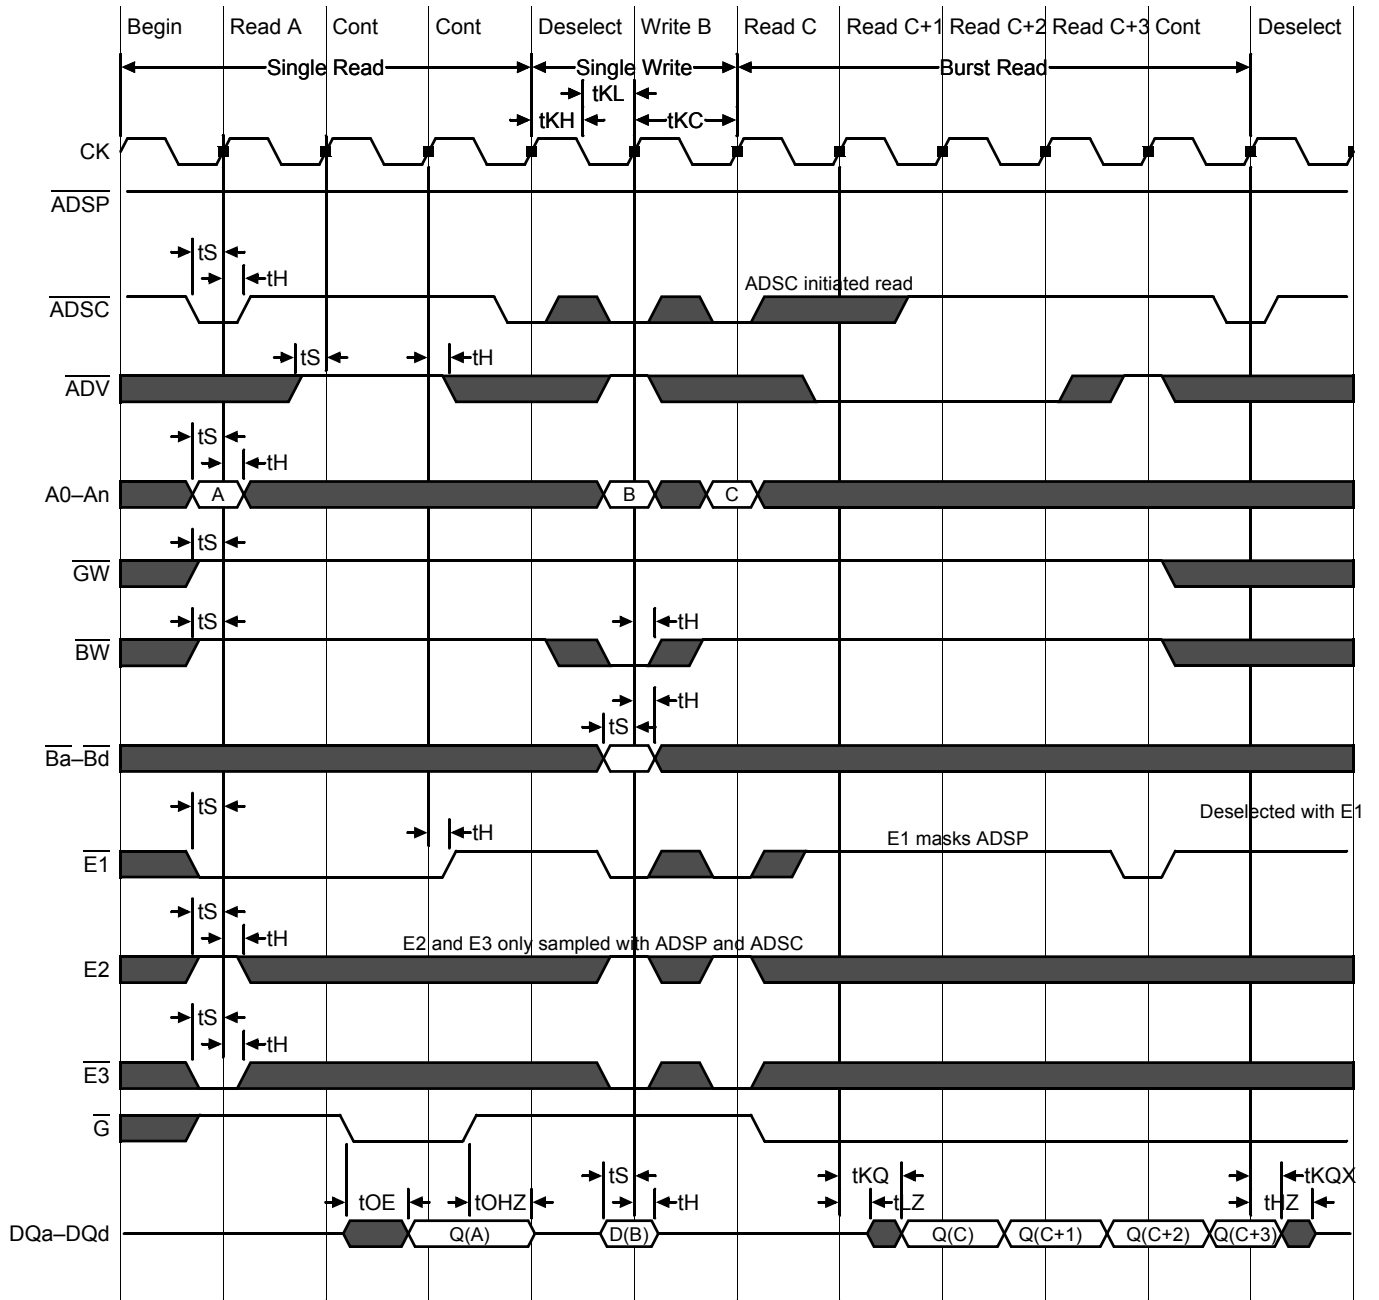 Begin Read A Cont Cont Deselect Write B Read C Read C+1 Read C+2 Read C+3 Cont Deselect
Single Read Single Write Burst Read
tKL
tKH tKC
CK
ADSP
tS
tH
ADSC initiated read
ADSC
tS tH
ADV
tS
tH
A0–An A B C
tS
GW
tS tH
BW
tH
tS
Ba–Bd
tS Deselected with E1
tH E1 masks ADSP
E1
tS
tH E2 and E3 only sampled with ADSP and ADSC
E2
tS
tH
E3
G
tS tKQ tKQX
tOE tOHZ tH tLZ tHZ
DQa–DQd Q(A) D(B) Q(C) Q(C+1) Q(C+2) Q(C+3)